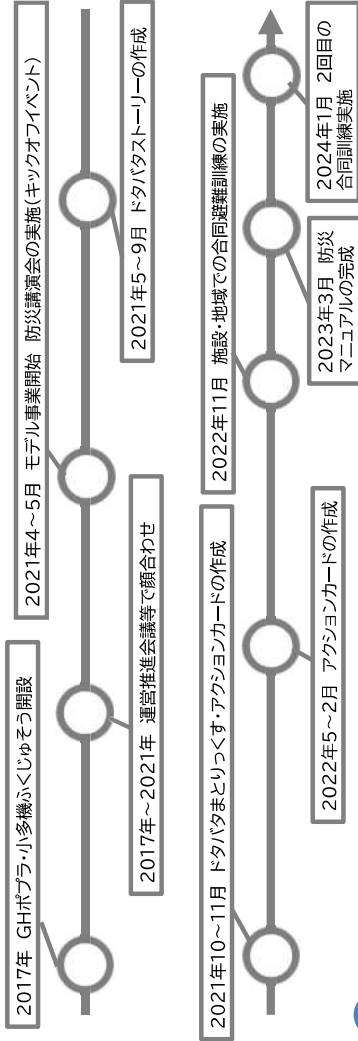 2017年 GHポプラ・小多機ふくじゅそう開設
2017年~2021年 運営推進会議等で顔合わせ
2021年4~5月 モデル事業開始 防災講演会の実施(キックオフイベント)
2021年5~9月 ドタバタストーリーの作成
2021年10~11月 ドタバタまとりっくす・アクションカードの作成
2022年5~2月 アクションカードの作成
2022年11月 施設・地域での合同避難訓練の実施
2023年3月 防災
マニュアルの完成
2024年1月 2回目の
合同訓練実施